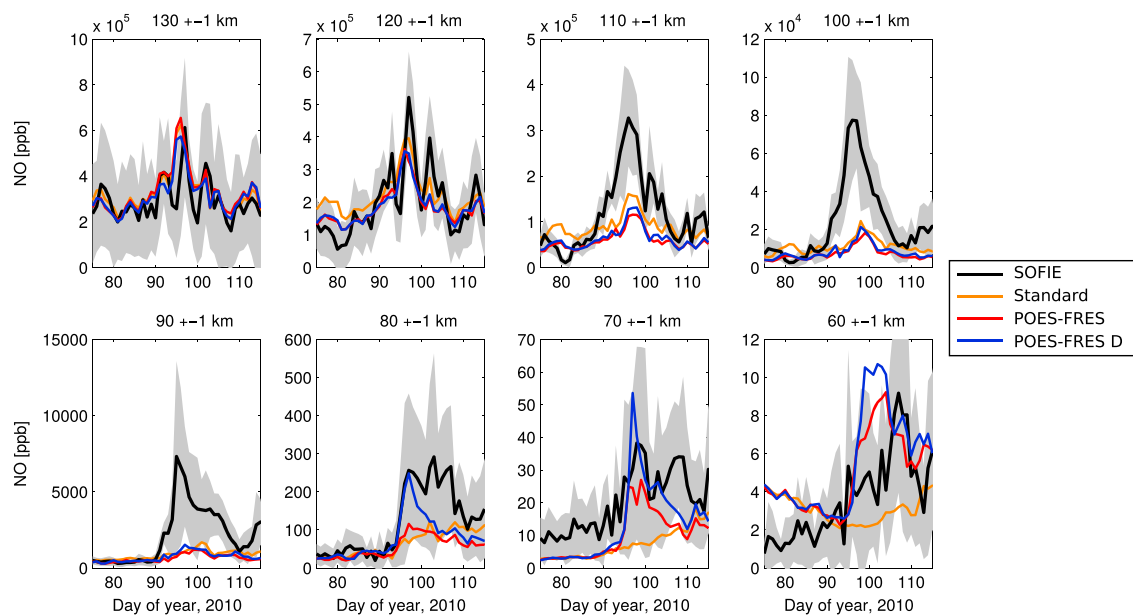 130 +−1 km
120 +−1 km
110 +−1 km
100 +−1 km
x 10^5
x 10^5
x 10^5
x 10^4
NO [ppb]
10
8
6
4
2
0
80 90 100 110
7
6
5
4
3
2
1
0
80 90 100 110
5
4
3
2
1
0
80 90 100 110
12
10
8
6
4
2
0
80 90 100 110
SOFIE
Standard
POES-FRES
POES-FRES D
90 +−1 km
80 +−1 km
70 +−1 km
60 +−1 km
NO [ppb]
15000
10000
5000
0
80 90 100 110
600
500
400
300
200
100
0
80 90 100 110
70
60
50
40
30
20
10
0
80 90 100 110
12
10
8
6
4
2
0
80 90 100 110
Day of year, 2010
Day of year, 2010
Day of year, 2010
Day of year, 2010